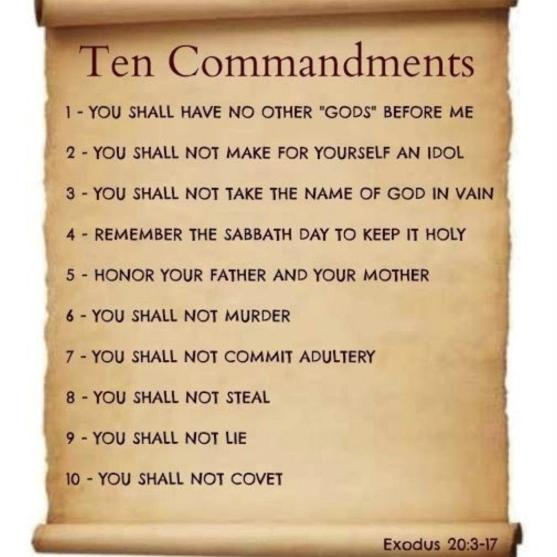 Ten Commandments
1 - YOU SHALL HAVE NO OTHER "GODS" BEFORE ME
2 - YOU SHALL NOT MAKE FOR YOURSELF AN IDOL
3 - YOU SHALL NOT TAKE THE NAME OF GOD IN VAIN
4 - REMEMBER THE SABBATH DAY TO KEEP IT HOLY
5 - HONOR YOUR FATHER AND YOUR MOTHER
6 - YOU SHALL NOT MURDER
7 - YOU SHALL NOT COMMIT ADULTERY
8 - YOU SHALL NOT STEAL
9 - YOU SHALL NOT LIE
10 - YOU SHALL NOT COVET
Exodus 20:3-17